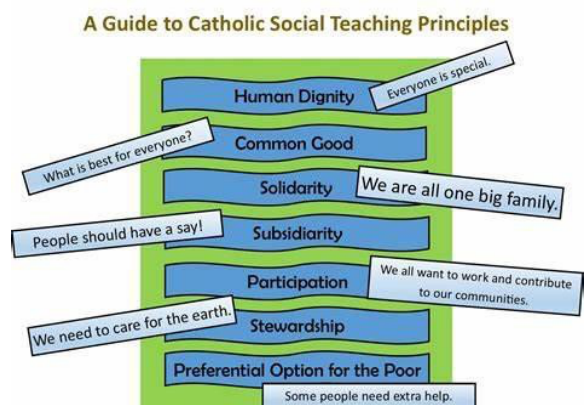 A Guide to Catholic Social Teaching Principles
Human Dignity
Everyone is special.
Common Good
What is best for everyone?
Solidarity
We are all one big family.
Subsidiarity
People should have a say!
Participation
We all want to work and contribute
to our communities.
Stewardship
We need to care for the earth.
Preferential Option for the Poor
Some people need extra help.